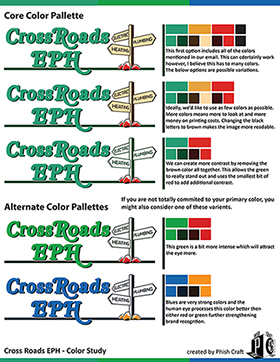 Core Color Pallette
CrossRoads
EPH
ELECTRIC
PLUMBING
HEATING
This first option includes all of the colors
mentioned in our email. This can cdertainly work
however, I believe this has to many colors.
The below options are possible variations.
CrossRoads
EPH
ELECTRIC
PLUMBING
HEATING
Ideally, we'd like to use as few colors as possible.
More colors means more to look at and more
money on printing costs. Changing the black
letters to brown makes the image more readable.
CrossRoads
EPH
ELECTRIC
PLUMBING
HEATING
We can create more contrast by removing the
brown color all together. This allows the green
to really stand out and uses the smallest bit of
red to add additional contrast.
Alternate Color Pallettes
If you are not totally commited to your primary color, you
might also consider one of these varients.
CrossRoads
EPH
ELECTRIC
PLUMBING
HEATING
This green is a bit more intense which will attract
the eye more.
CrossRoads
EPH
ELECTRIC
PLUMBING
HEATING
Blues are very strong colors and the
human eye processes this color better then
either red or green further strengthening
brand recognition.
Cross Roads EPH - Color Study
created by Phish Craft